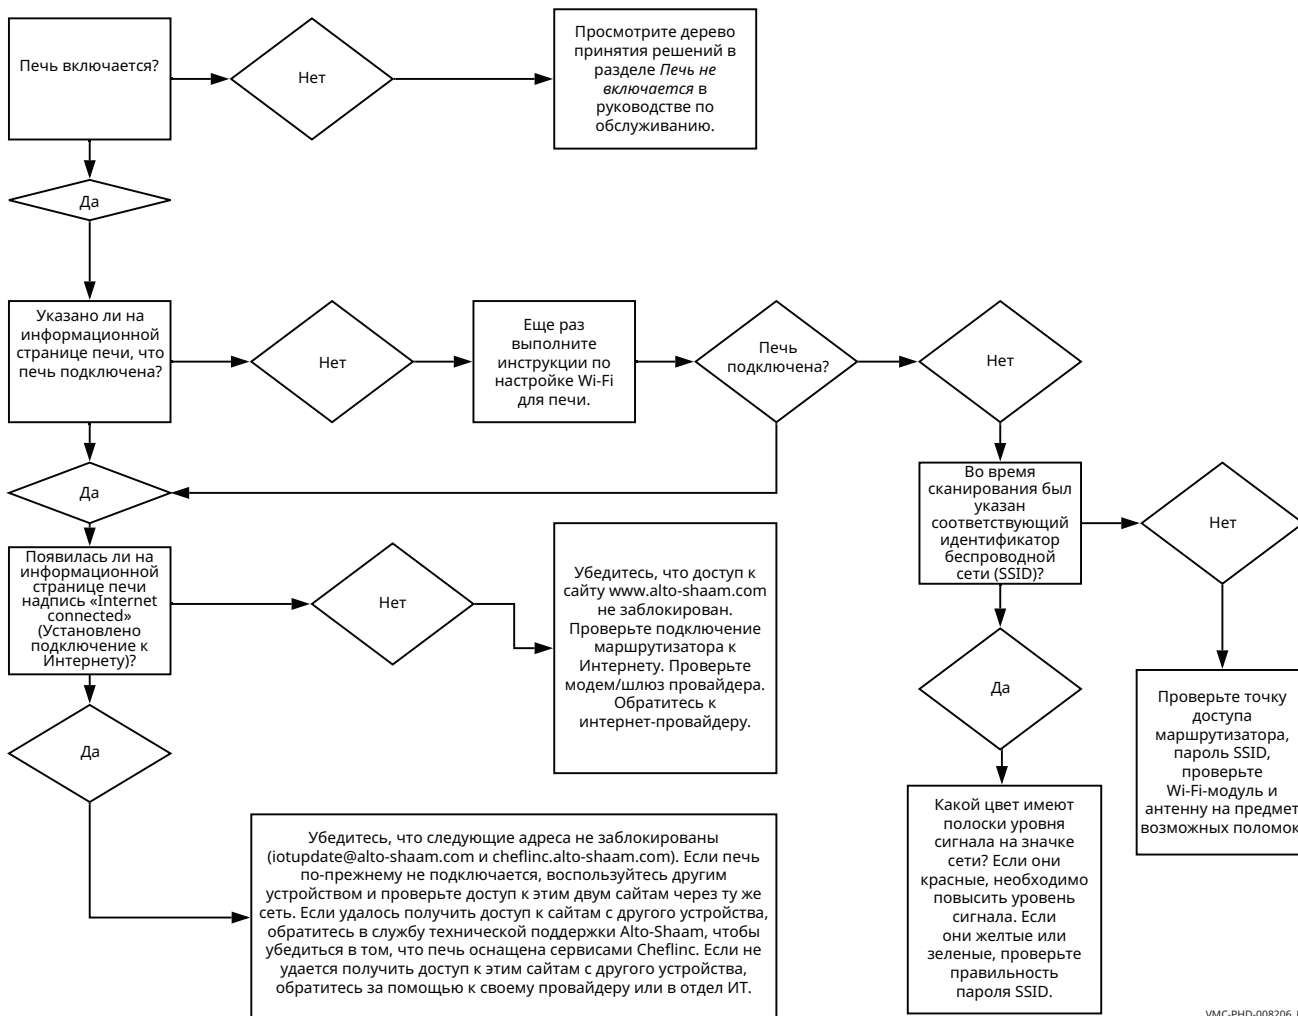 Печь включается?
Нет
Просмотрите дерево
принятия решений в
разделе Печь не
включается в
руководстве по
обслуживанию.
Да
Указано ли на
информационной
странице печи, что
печь подключена?
Нет
Еще раз
выполните
инструкции по
настройке Wi-Fi
для печи.
Печь
подключена?
Нет
Да
Во время
сканирования был
указан
соответствующий
идентификатор
беспроводной
сети (SSID)?
Нет
Появилась ли на
информационной
странице печи
надпись «Internet
connected»
(Установлено
подключение к
Интернету)?
Нет
Убедитесь, что доступ к
сайту www.alto-shaam.com
не заблокирован.
Проверьте подключение
маршрутизатора к
Интернету. Проверьте
модем/шлюз провайдера.
Обратитесь к
интернет-провайдеру.
Да
Проверьте точку
доступа
маршрутизатора,
пароль SSID,
проверьте
Wi-Fi-модуль и
антенну на предмет
возможных поломок
Да
Какой цвет имеют
полоски уровня
сигнала на значке
сети? Если они
красные, необходимо
повысить уровень
сигнала. Если
они желтые или
зеленые, проверьте
правильность
пароля SSID.
Убедитесь, что следующие адреса не заблокированы
(iotupdate@alto-shaam.com и cheflinc.alto-shaam.com). Если печь
по-прежнему не подключается, воспользуйтесь другим
устройством и проверьте доступ к этим двум сайтам через ту же
сеть. Если удалось получить доступ к сайтам с другого устройства,
обратитесь в службу технической поддержки Alto-Shaam, чтобы
убедиться в том, что печь оснащена сервисами Cheflinc. Если не
удается получить доступ к этим сайтам с другого устройства,
обратитесь за помощью к своему провайдеру или в отдел ИТ.
VMC-PHD-008206